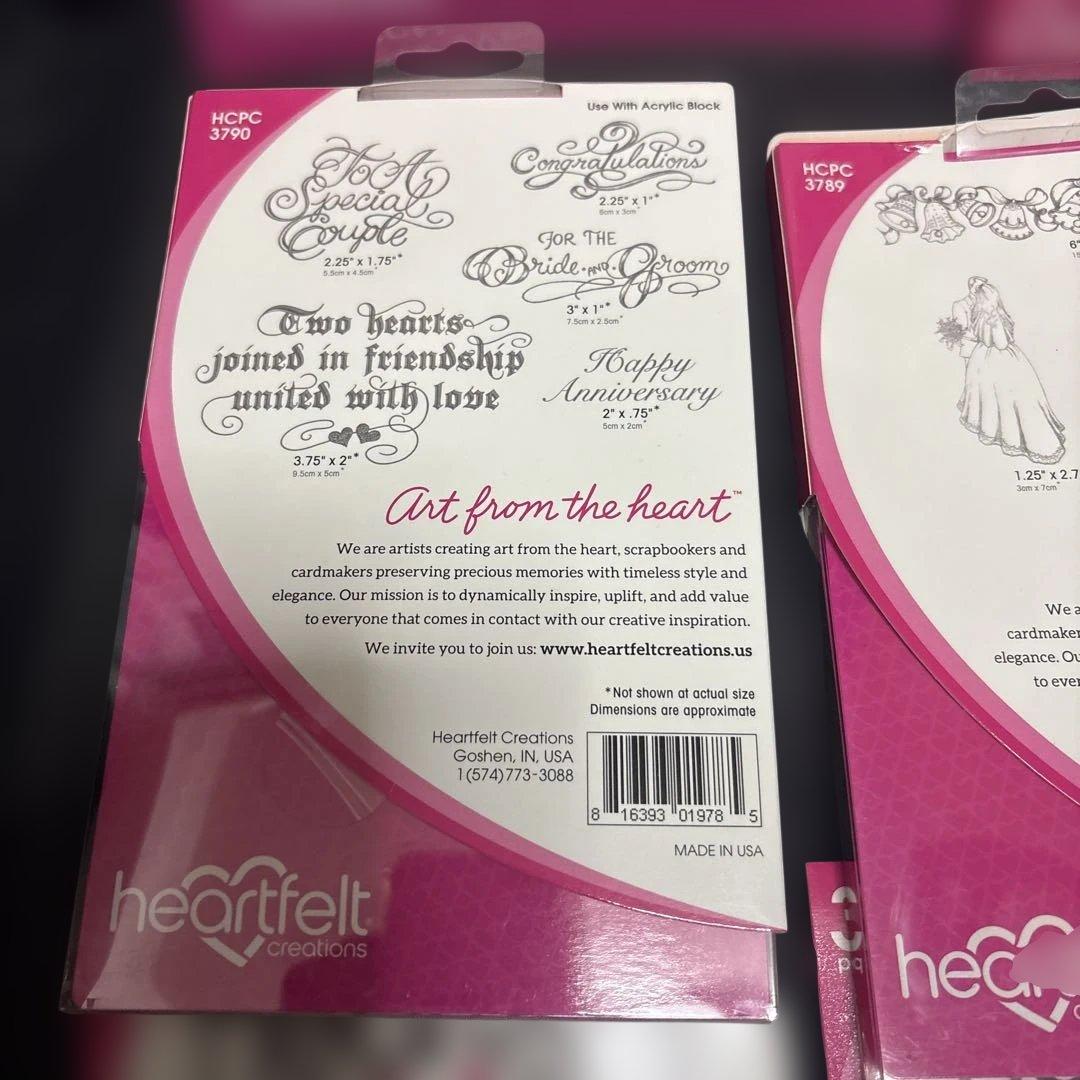 HCPC
3790
Use With Acrylic Block
To A
Special
Couple
2.25" x 1.75"*
5.5cm x 4.5cm*
Congratulations
2.25" x 1"*
6cm x 3cm*
FOR THE
Bride AND Groom
3" x 1"*
7.5cm x 2.5cm*
Two hearts
joined in friendship
united with love
3.75" x 2"*
9.5cm x 5cm*
Happy
Anniversary
2" x .75"*
5cm x 2cm*
Art from the heart™
We are artists creating art from the heart, scrapbookers and
cardmakers preserving precious memories with timeless style and
elegance. Our mission is to dynamically inspire, uplift, and add value
to everyone that comes in contact with our creative inspiration.
We invite you to join us: www.heartfeltcreations.us
*Not shown at actual size
Dimensions are approximate
Heartfelt Creations
Goshen, IN, USA
1(574)773-3088
8 16393 01978 5
MADE IN USA
heartfelt
creations
HCPC
3789
6"
15
1.25" x 2.7
3cm x 7cm*
We a
cardmaker
elegance. Ou
to ever
3
pq
hea
c